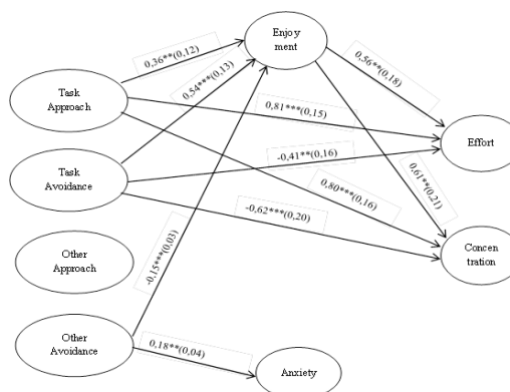 Enjoy
ment
0,36**(0,12)
0,54***(0,13)
0,56**(0,18)
Task
Approach
0,81***(0,15)
Effort
-0,41**(0,16)
Task
Avoidance
0,80***(0,16)
0,61**(0,21)
-0,62***(0,20)
Other
Approach
Concen
tration
-0,15***(0,03)
Other
Avoidance
0,18**(0,04)
Anxiety